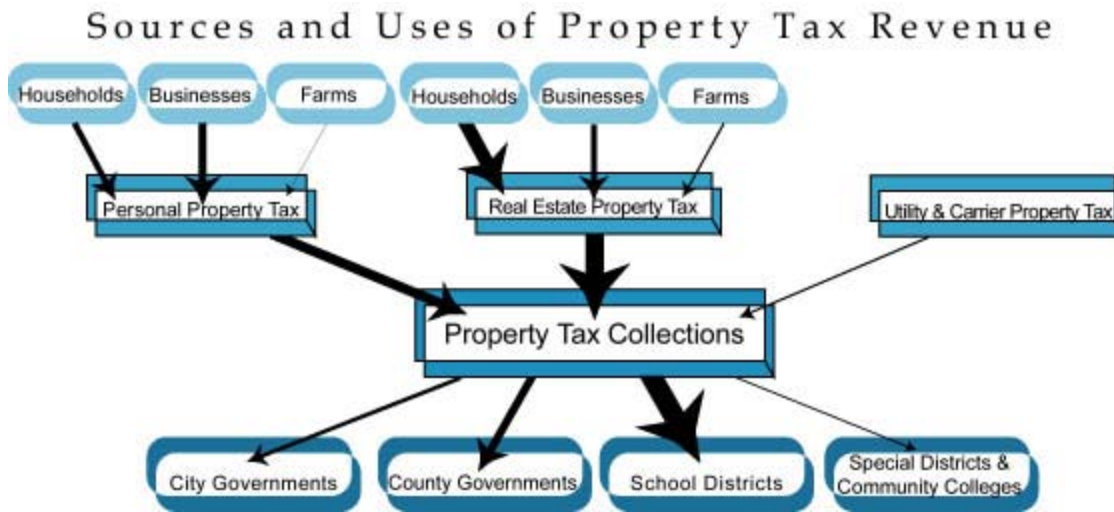 Sources and Uses of Property Tax Revenue
Households
Businesses
Farms
Households
Businesses
Farms
Personal Property Tax
Real Estate Property Tax
Utility & Carrier Property Tax
Property Tax Collections
City Governments
County Governments
School Districts
Special Districts &
Community Colleges